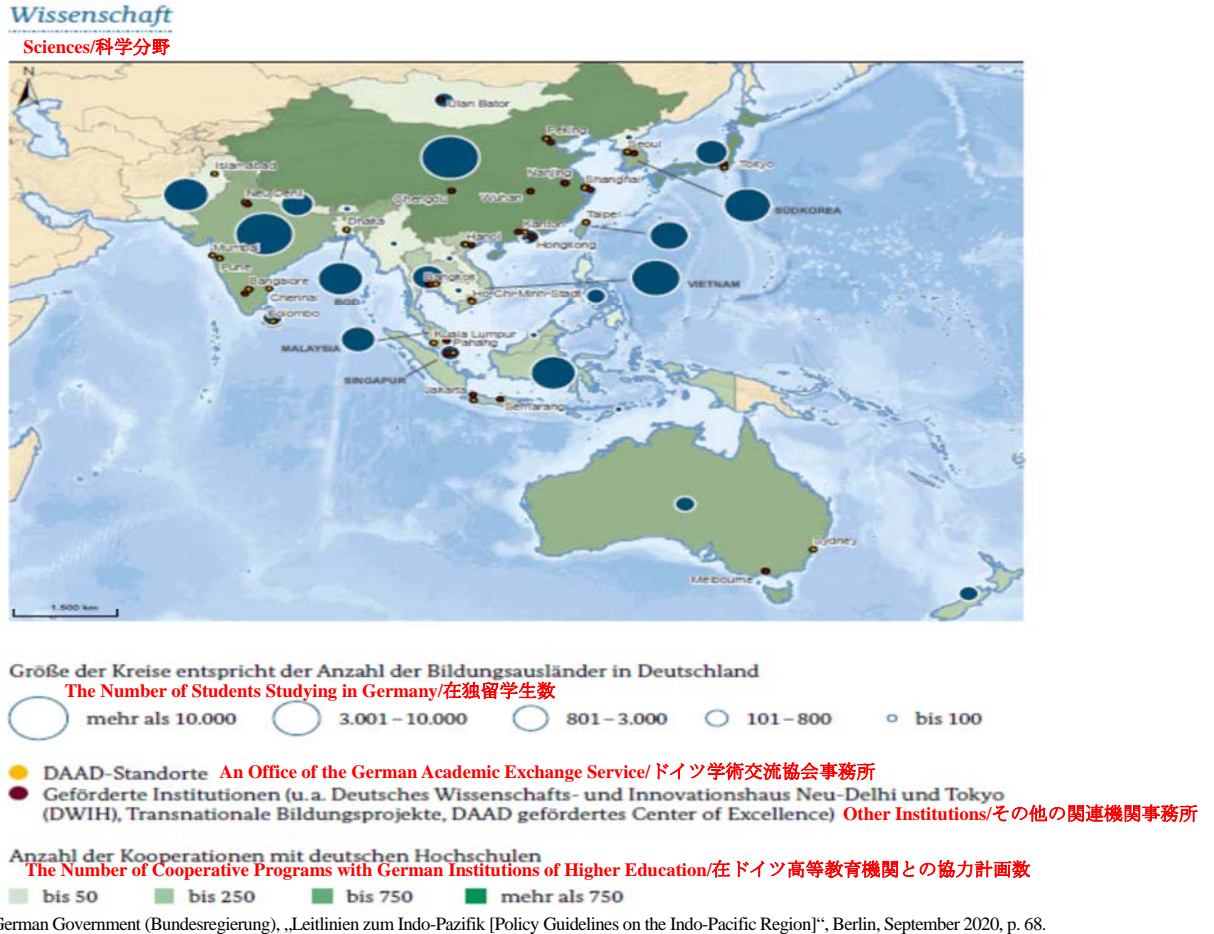 Wissenschaft
Sciences/科学分野
N
Ulan Bator
Peking
Seoul
Tokyo
Islamabad
Neu Delhi
Nanjing
Shanghai
Chengdu
Wuhan
SÜDKOREA
Dhaka
Taipei
Kanton
Hanoi
Hongkong
Mumbai
Pune
Bangalore
Chennai
Colombo
BGD
Bangkok
Ho-Chi-Minh-Stadt
VIETNAM
MALAYSIA
Kuala Lumpur
Pahang
SINGAPUR
Jakarta
Semarang
Sydney
Melbourne
1.500 km
Größe der Kreise entspricht der Anzahl der Bildungsausländer in Deutschland
The Number of Students Studying in Germany/在独留学生数
mehr als 10.000 3.001–10.000 801–3.000 101–800 bis 100
DAAD-Standorte An Office of the German Academic Exchange Service/ドイツ学術交流協会事務所
Geförderte Institutionen (u.a. Deutsches Wissenschafts- und Innovationshaus Neu-Delhi und Tokyo
(DWIH), Transnationale Bildungsprojekte, DAAD gefördertes Center of Excellence) Other Institutions/その他の関連機関事務所
Anzahl der Kooperationen mit deutschen Hochschulen
The Number of Cooperative Programs with German Institutions of Higher Education/在ドイツ高等教育機関との協力計画数
bis 50 bis 250 bis 750 mehr als 750
German Government (Bundesregierung), „Leitlinien zum Indo-Pazifik [Policy Guidelines on the Indo-Pacific Region]“, Berlin, September 2020, p. 68.